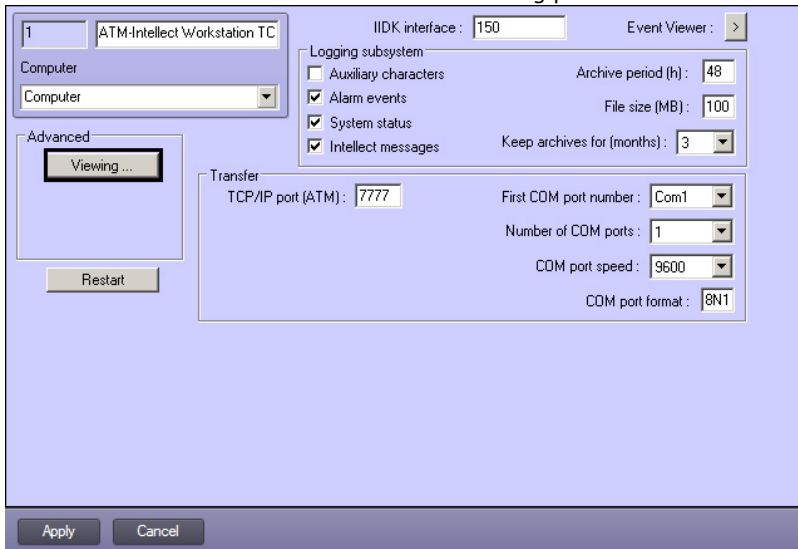 1 ATM-Intellect Workstation TC
Computer
Computer
Advanced
Viewing ...
Restart
IIDK interface : 150 Event Viewer : >
Logging subsystem
Auxiliary characters Archive period (h) : 48
Alarm events File size (MB) : 100
System status
Intellect messages Keep archives for (months) : 3
Transfer
TCP/IP port (ATM) : 7777 First COM port number : Com1
Number of COM ports : 1
COM port speed : 9600
COM port format : 8N1
Apply Cancel